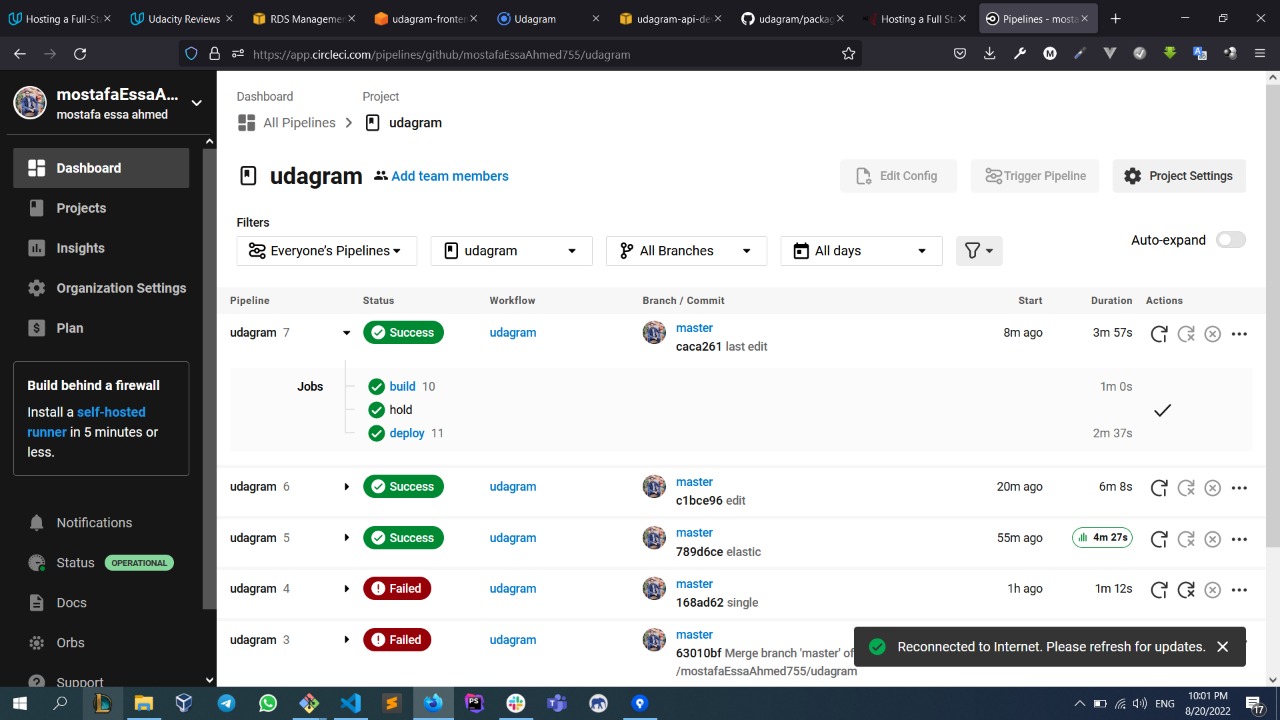 Hosting a Full-Sta
Udacity Reviews
RDS Managemen
udagram-fronten
Udagram
udagram-api-de
udagram/packag
Hosting a Full Sta
Pipelines - mosta
https://app.circleci.com/pipelines/github/mostafaEssaAhmed755/udagram
mostafaEssaA...
mostafa essa ahmed
Dashboard
Projects
Insights
Organization Settings
Plan
Build behind a firewall
Install a self-hosted
runner in 5 minutes or
less.
Notifications
Status OPERATIONAL
Docs
Orbs
Support
Dashboard Project
All Pipelines udagram
udagram Add team members
Edit Config
Trigger Pipeline
Project Settings
Filters
Everyone's Pipelines
udagram
All Branches
All days
Auto-expand
Pipeline Status Workflow Branch / Commit Start Duration Actions
udagram 7 Success udagram master 8m ago 3m 57s
caca261 last edit
Jobs build 10 1m 0s
hold
deploy 11 2m 37s
udagram 6 Success udagram master 20m ago 6m 8s
c1bce96 edit
udagram 5 Success udagram master 55m ago 4m 27s
789d6ce elastic
udagram 4 Failed udagram master 1h ago 1m 12s
168ad62 single
udagram 3 Failed udagram master
63010bf Merge branch 'master' of
/mostafaEssaAhmed755/udagram
Reconnected to Internet. Please refresh for updates.
ENG
10:01 PM
8/20/2022
17